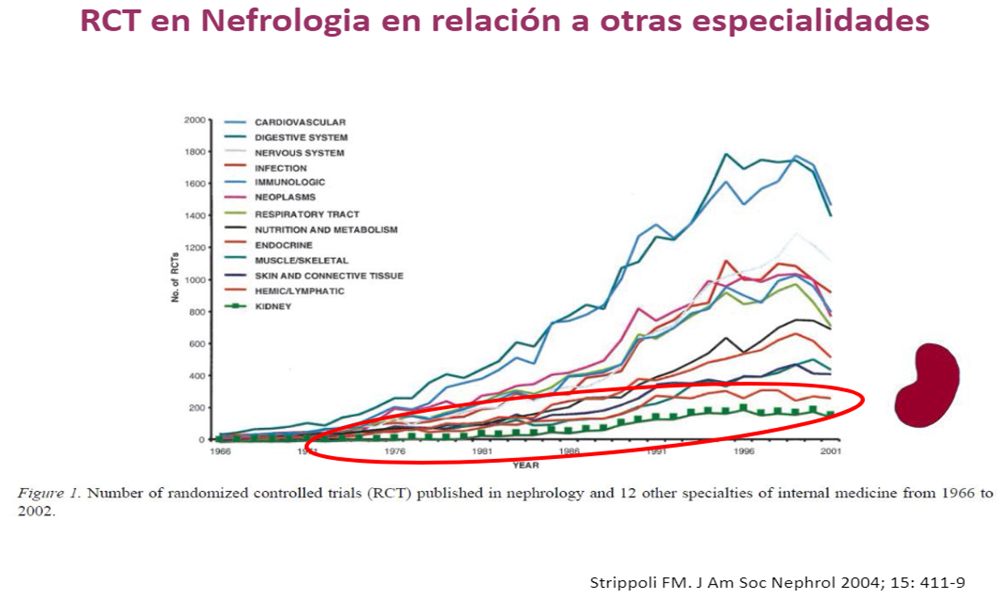 RCT en Nefrologia en relación a otras especialidades
2000
1800
1600
1400
1200
1000
800
600
400
200
0
No. of RCTs
CARDIOVASCULAR
DIGESTIVE SYSTEM
NERVOUS SYSTEM
INFECTION
IMMUNOLOGIC
NEOPLASMS
RESPIRATORY TRACT
NUTRITION AND METABOLISM
ENDOCRINE
MUSCLE/SKELETAL
SKIN AND CONNECTIVE TISSUE
HEMIC/LYMPHATIC
KIDNEY
1966 1971 1976 1981 1986 1991 1996 2001
YEAR
Figure 1. Number of randomized controlled trials (RCT) published in nephrology and 12 other specialties of internal medicine from 1966 to
2002.
Strippoli FM. J Am Soc Nephrol 2004; 15: 411-9